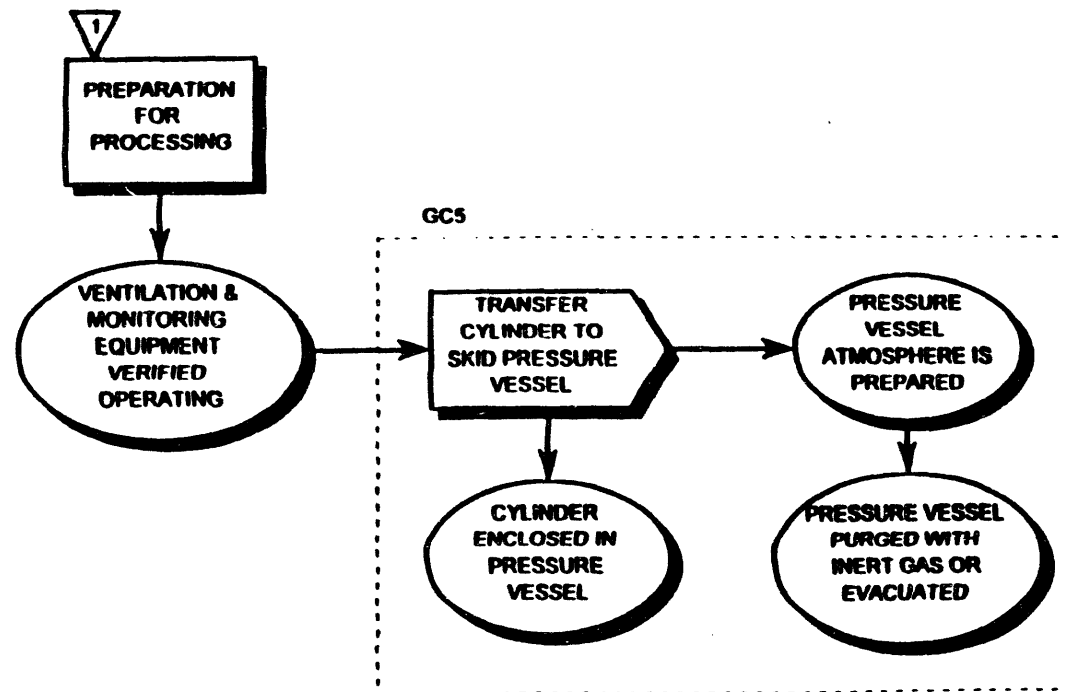 1
PREPARATION
FOR
PROCESSING
GC5
VENTILATION &
MONITORING
EQUIPMENT
VERIFIED
OPERATING
TRANSFER
CYLINDER TO
SKID PRESSURE
VESSEL
PRESSURE
VESSEL
ATMOSPHERE IS
PREPARED
CYLINDER
ENCLOSED IN
PRESSURE
VESSEL
PRESSURE VESSEL
PURGED WITH
INERT GAS OR
EVACUATED